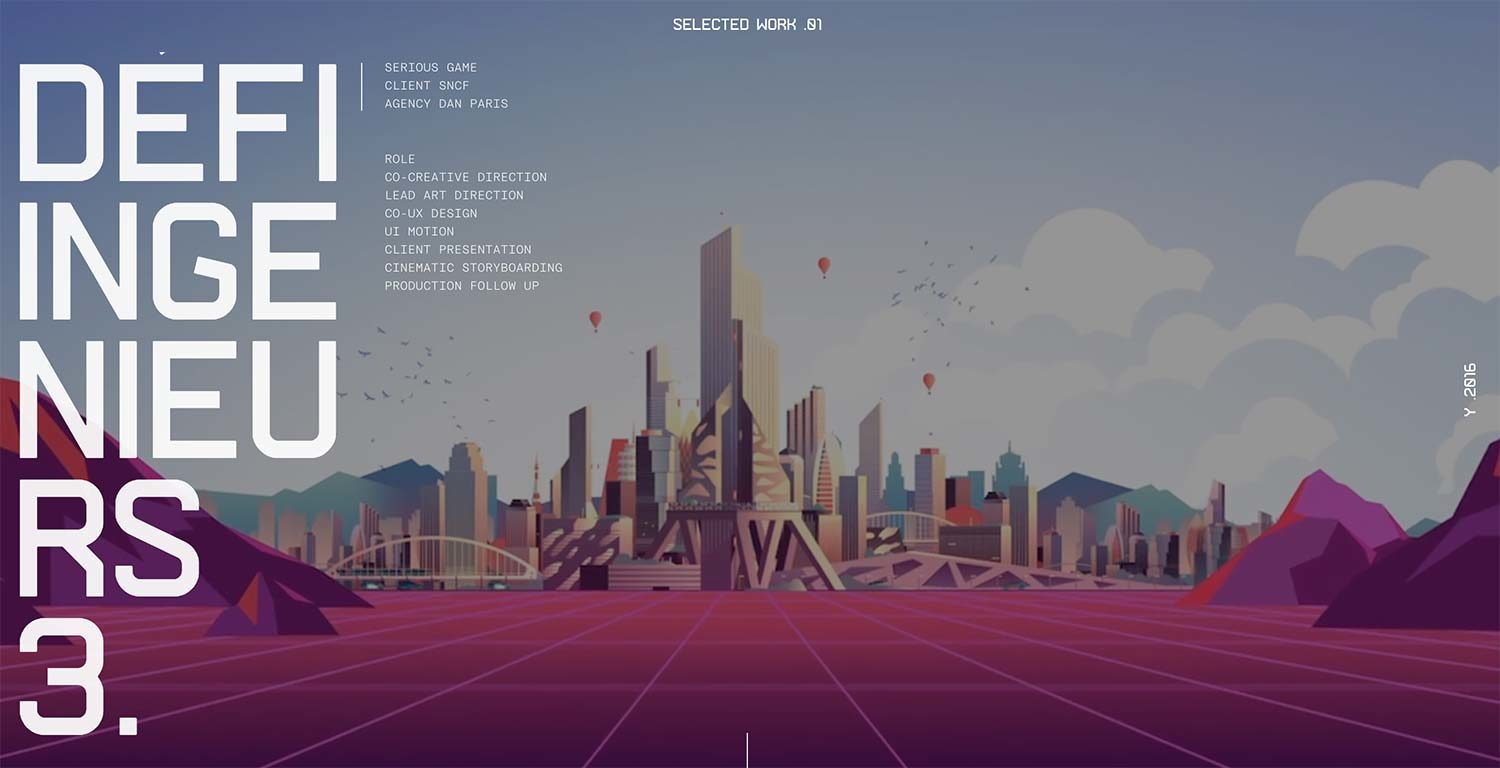 SELECTED WORK .01
DÉFI
INGE
NIEU
RS
3.
SERIOUS GAME
CLIENT SNCF
AGENCY DAN PARIS
ROLE
CO-CREATIVE DIRECTION
LEAD ART DIRECTION
CO-UX DESIGN
UI MOTION
CLIENT PRESENTATION
CINEMATIC STORYBOARDING
PRODUCTION FOLLOW UP
Y .2016